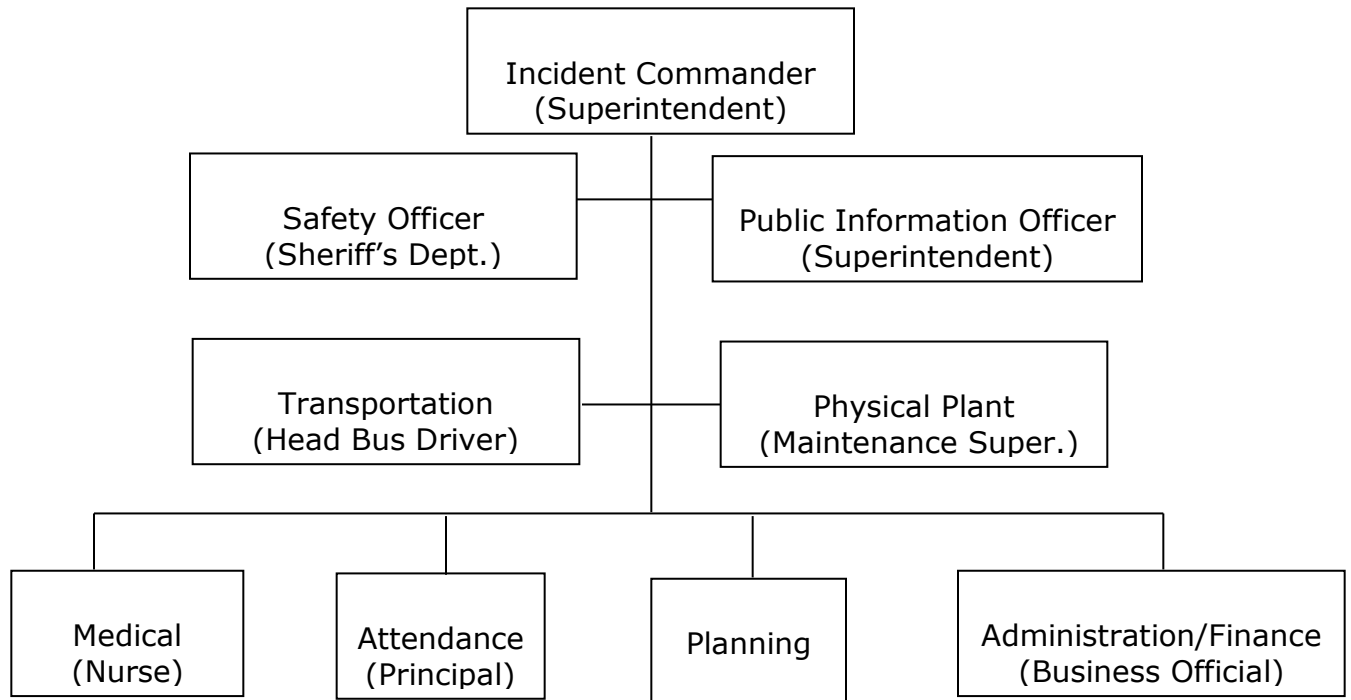 Incident Commander
(Superintendent)
Safety Officer
(Sheriff’s Dept.)
Public Information Officer
(Superintendent)
Transportation
(Head Bus Driver)
Physical Plant
(Maintenance Super.)
Medical
(Nurse)
Attendance
(Principal)
Planning
Administration/Finance
(Business Official)